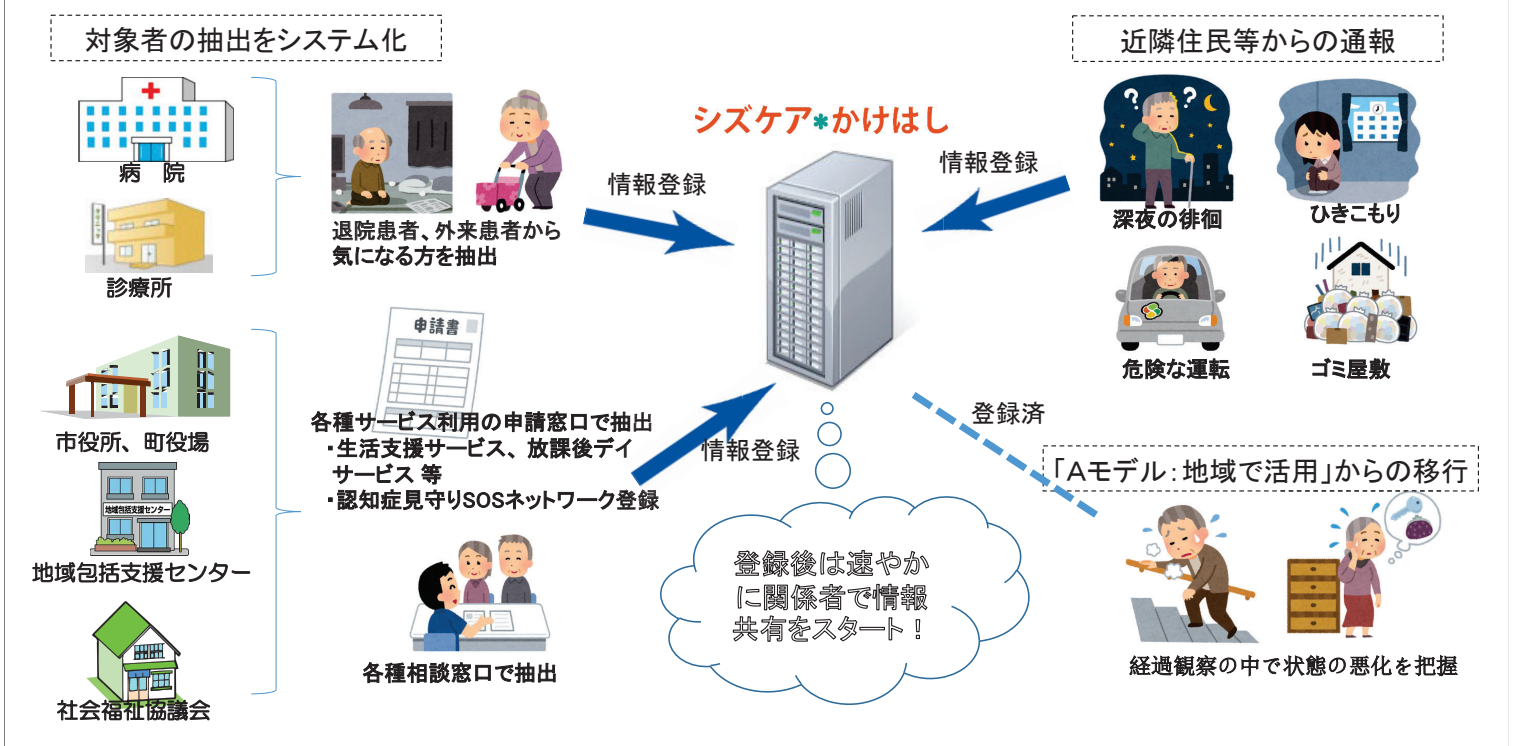 対象者の抽出をシステム化
病 院
診療所
退院患者、外来患者から
気になる方を抽出
情報登録
市役所、町役場
地域包括支援センター
地域包括支援センター
社会福祉協議会
申請書
各種サービス利用の申請窓口で抽出
・生活支援サービス、放課後デイ
サービス 等
・認知症見守りSOSネットワーク登録
情報登録
各種相談窓口で抽出
シズケア*かけはし
登録後は速やか
に関係者で情報
共有をスタート!
近隣住民等からの通報
情報登録
? ?
深夜の徘徊
ひきこもり
危険な運転
ゴミ屋敷
登録済
「Aモデル:地域で活用」からの移行
経過観察の中で状態の悪化を把握